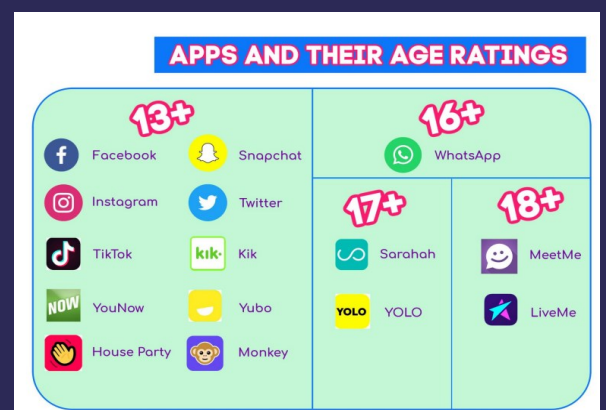 APPS AND THEIR AGE RATINGS
13+
Facebook
Snapchat
Instagram
Twitter
TikTok
kik.
Kik
NOW
YouNow
Yubo
House Party
Monkey
16+
WhatsApp
17+
Sarahah
YOLO
YOLO
18+
MeetMe
LiveMe